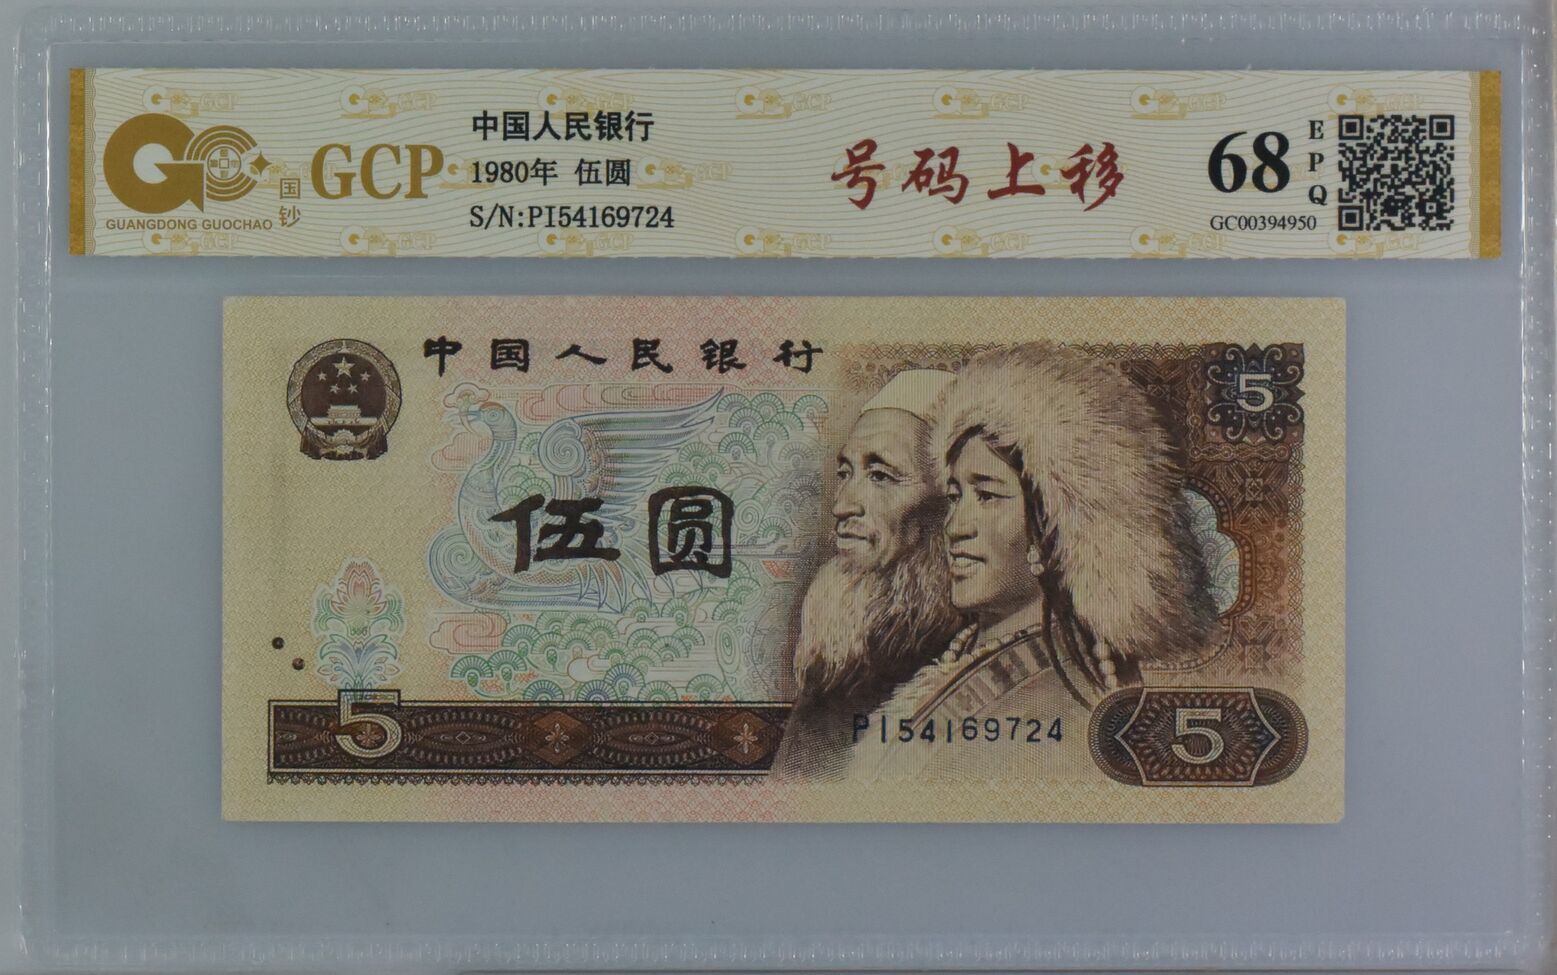 GCP
国钞
GUANGDONG GUOCHAO
中国人民银行
1980年 伍圆
S/N:PI54169724
号码上移
68
EPQ
GC00394950
中国人民银行
5
伍圆
5
PI54169724
5